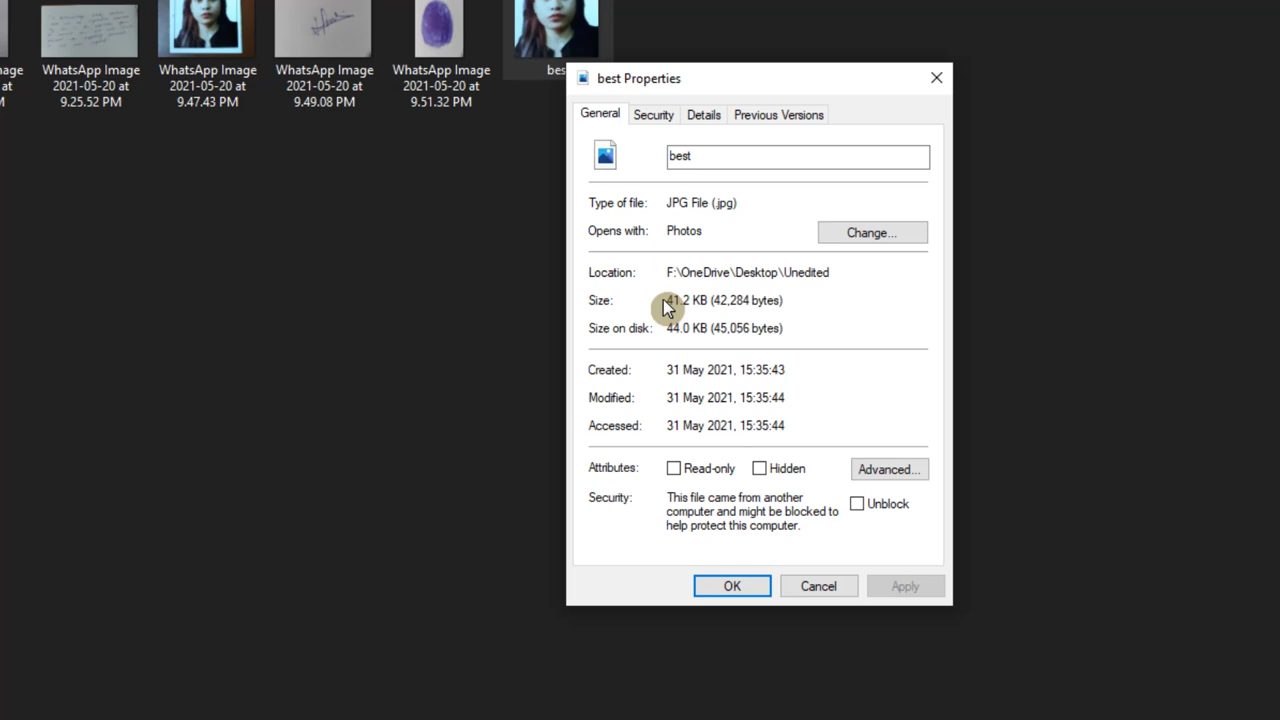 age
at
M
WhatsApp Image
2021-05-20 at
9.25.52 PM
WhatsApp Image
2021-05-20 at
9.47.43 PM
WhatsApp Image
2021-05-20 at
9.49.08 PM
WhatsApp Image
2021-05-20 at
9.51.32 PM
bes
best Properties
General Security Details Previous Versions
best
Type of file: JPG File (.jpg)
Opens with: Photos Change...
Location: F:\OneDrive\Desktop\Unedited
Size: 41.2 KB (42,284 bytes)
Size on disk: 44.0 KB (45,056 bytes)
Created: 31 May 2021, 15:35:43
Modified: 31 May 2021, 15:35:44
Accessed: 31 May 2021, 15:35:44
Attributes: Read-only Hidden Advanced...
Security: This file came from another
computer and might be blocked to Unblock
help protect this computer.
OK Cancel Apply